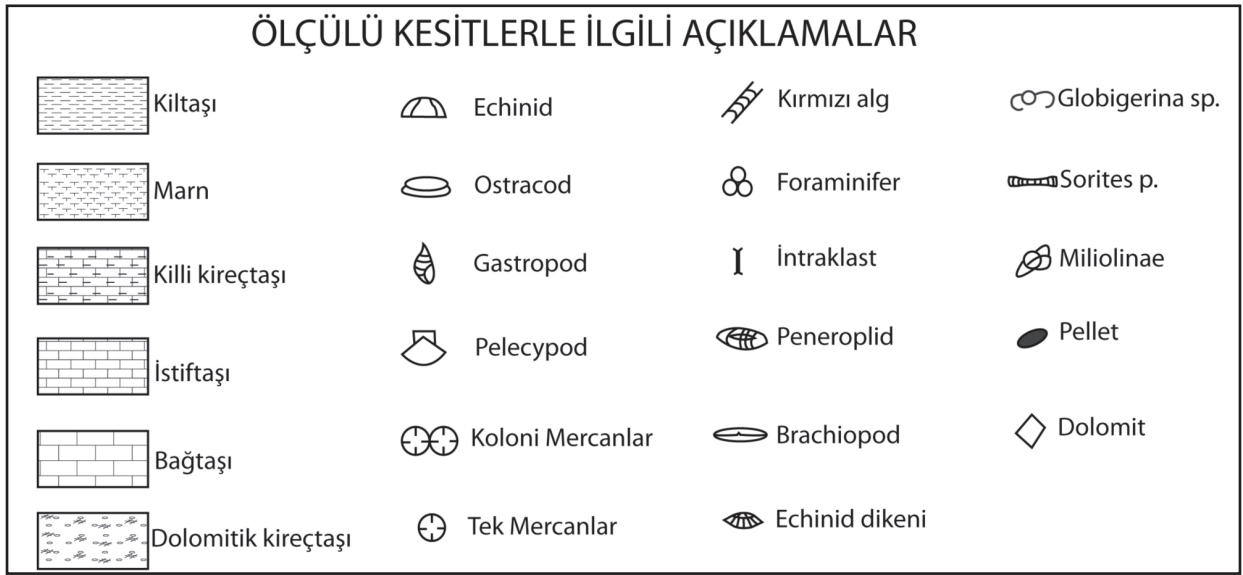 ÖLÇÜLÜ KESİTLERLE İLGİLİ AÇIKLAMALAR
Kiltaşı
Marn
Killi kireçtaşı
İstiftaşı
Bağtaşı
Dolomitik kireçtaşı
Echinid
Ostracod
Gastropod
Pelecypod
Koloni Mercanlar
Tek Mercanlar
Kırmızı alg
Foraminifer
İntraklast
Peneroplid
Brachiopod
Echinid dikeni
Globigerina sp.
Sorites p.
Miliolinae
Pellet
Dolomit